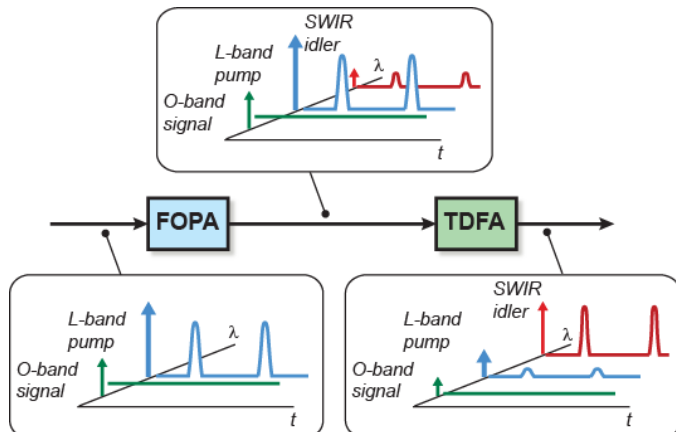 SWIR
idler
L-band
pump
λ
O-band
signal
t
FOPA
TDFA
L-band
pump
λ
O-band
signal
t
SWIR
idler
L-band
pump
λ
O-band
signal
t